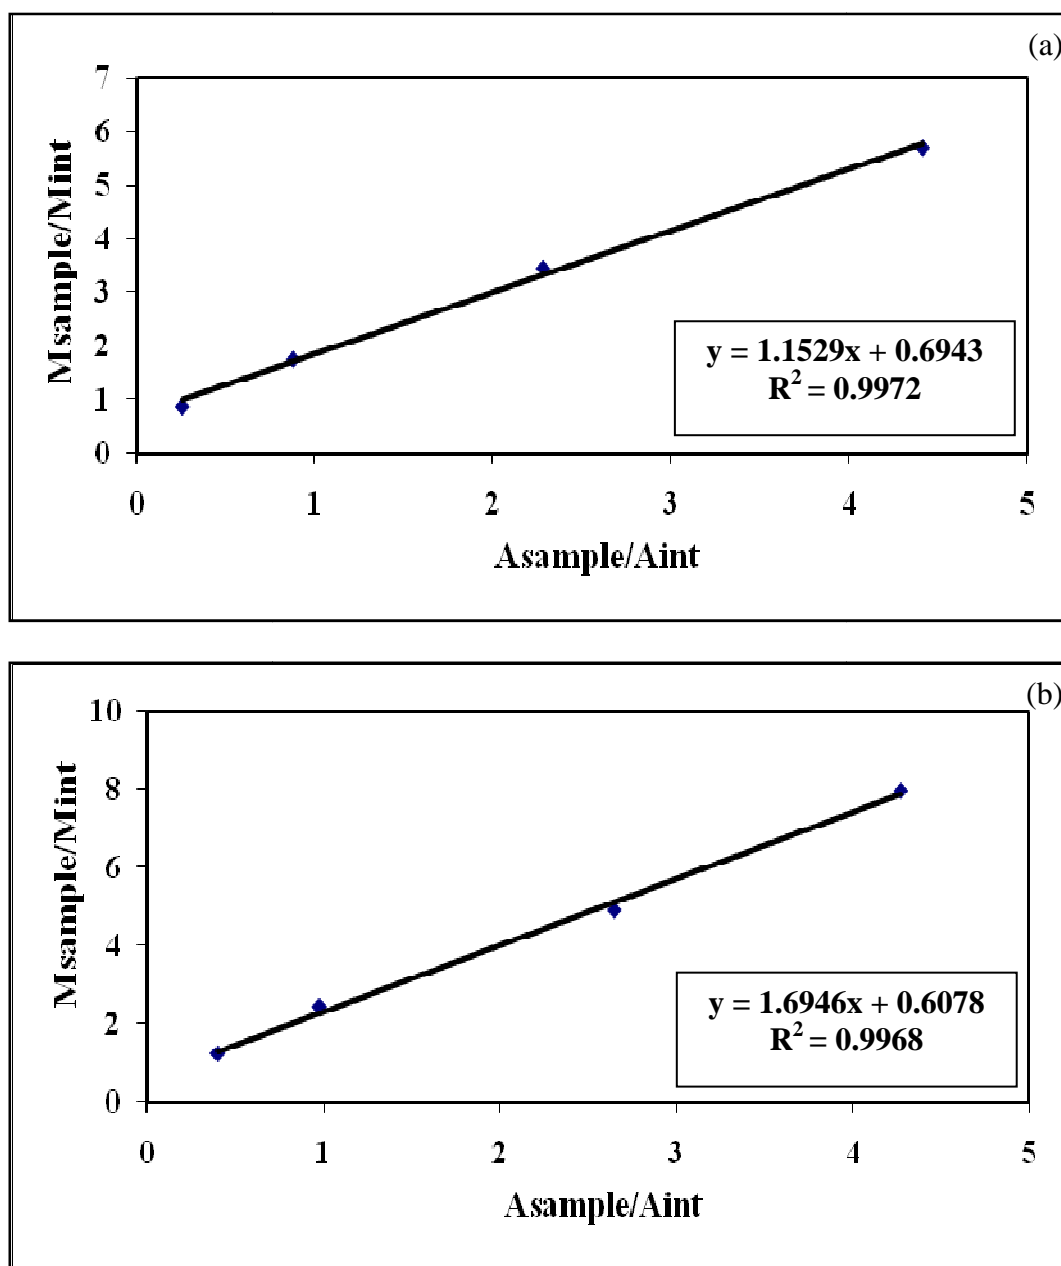 (a)
7
6
5
4
3
2
1
0
Msample/Mint
y = 1.1529x + 0.6943
R² = 0.9972
0 1 2 3 4 5
Asample/Aint
(b)
10
8
6
4
2
0
Msample/Mint
y = 1.6946x + 0.6078
R² = 0.9968
0 1 2 3 4 5
Asample/Aint